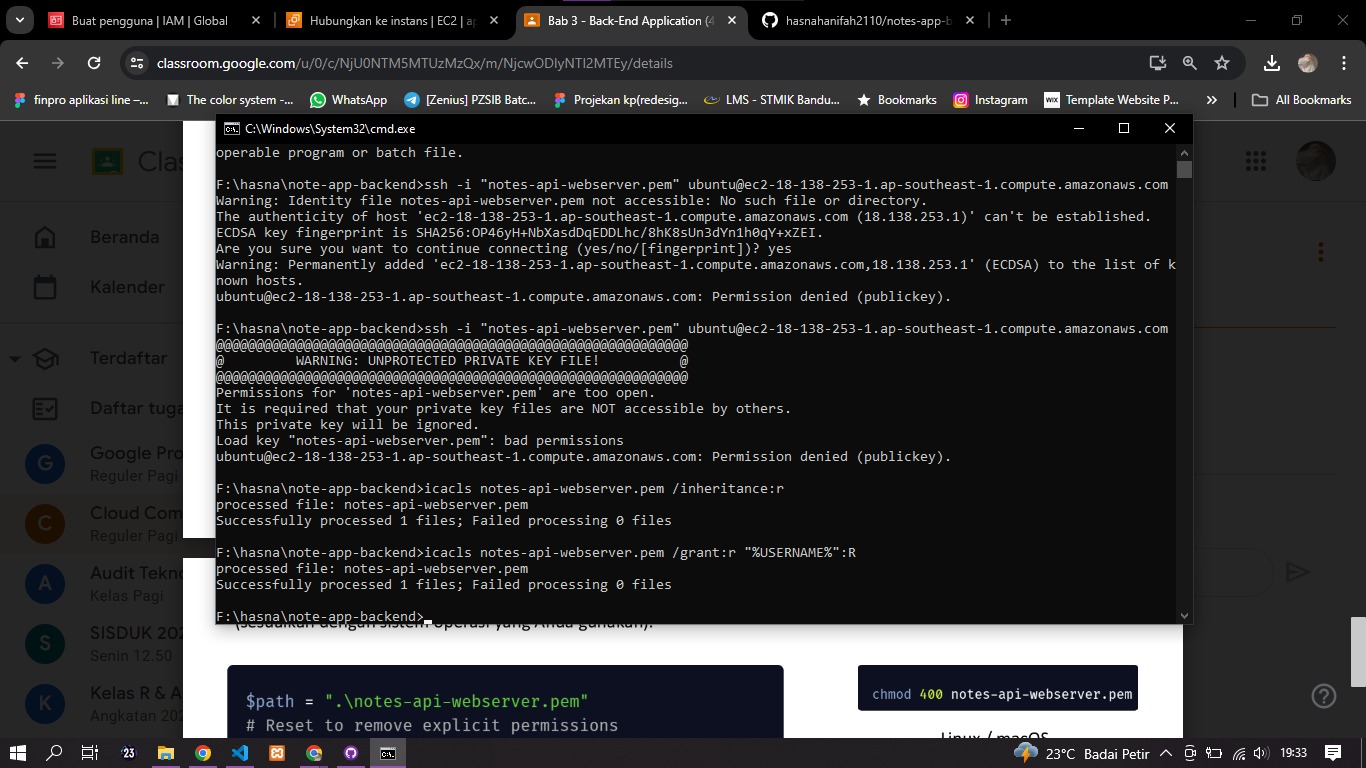 Baut pengguna | IAM | Global
Hubungkan ke instans | EC2 | ap
Bab 3 - Back-End Application (4
hasnahanifah2110/notes-app-b
classroom.google.com/u/0/c/NjU0NTM5MTUzMzQx/m/NjcwODIyNTI2MTEy/details
finpro aplikasi line –...
The color system -...
WhatsApp
[Zenius] PZSIB Batc...
Projekan kp(redesig...
LMS - STMIK Bandu...
Bookmarks
Instagram
Template Website P...
All Bookmarks
C:\Windows\System32\cmd.exe
operable program or batch file.
F:\hasna\note-app-backend>ssh -i "notes-api-webserver.pem" ubuntu@ec2-18-138-253-1.ap-southeast-1.compute.amazonaws.com
Warning: Identity file notes-api-webserver.pem not accessible: No such file or directory.
The authenticity of host 'ec2-18-138-253-1.ap-southeast-1.compute.amazonaws.com (18.138.253.1)' can't be established.
ECDSA key fingerprint is SHA256:OP46yH+NbXasdDqEDDLhc/8hK8sUn3dYn1h0qY+xZEI.
Are you sure you want to continue connecting (yes/no/[fingerprint])? yes
Warning: Permanently added 'ec2-18-138-253-1.ap-southeast-1.compute.amazonaws.com,18.138.253.1' (ECDSA) to the list of k
nown hosts.
ubuntu@ec2-18-138-253-1.ap-southeast-1.compute.amazonaws.com: Permission denied (publickey).
F:\hasna\note-app-backend>ssh -i "notes-api-webserver.pem" ubuntu@ec2-18-138-253-1.ap-southeast-1.compute.amazonaws.com
@@@@@@@@@@@@@@@@@@@@@@@@@@@@@@@@@@@@@@@@@@@@@@@@@@@@@@@@@@@
@         WARNING: UNPROTECTED PRIVATE KEY FILE!          @
@@@@@@@@@@@@@@@@@@@@@@@@@@@@@@@@@@@@@@@@@@@@@@@@@@@@@@@@@@@
Permissions for 'notes-api-webserver.pem' are too open.
It is required that your private key files are NOT accessible by others.
This private key will be ignored.
Load key "notes-api-webserver.pem": bad permissions
ubuntu@ec2-18-138-253-1.ap-southeast-1.compute.amazonaws.com: Permission denied (publickey).
F:\hasna\note-app-backend>icacls notes-api-webserver.pem /inheritance:r
processed file: notes-api-webserver.pem
Successfully processed 1 files; Failed processing 0 files
F:\hasna\note-app-backend>icacls notes-api-webserver.pem /grant:r "%USERNAME%":R
processed file: notes-api-webserver.pem
Successfully processed 1 files; Failed processing 0 files
F:\hasna\note-app-backend>
Clas
Beranda
Kalender
Terdaftar
Daftar tuga
G
Google Pro
Reguler Pagi
C
Cloud Com
Reguler Pagi
A
Audit Tekno
Kelas Pagi
S
SISDUK 202
Senin 12.50
K
Kelas R & A
Angkatan 202
(sesuaikan dengan sistem operasi yang Anda gunakan).
$path = ".\notes-api-webserver.pem"
# Reset to remove explicit permissions
chmod 400 notes-api-webserver.pem
Linux / macOS
23
23°C Badai Petir
19:33